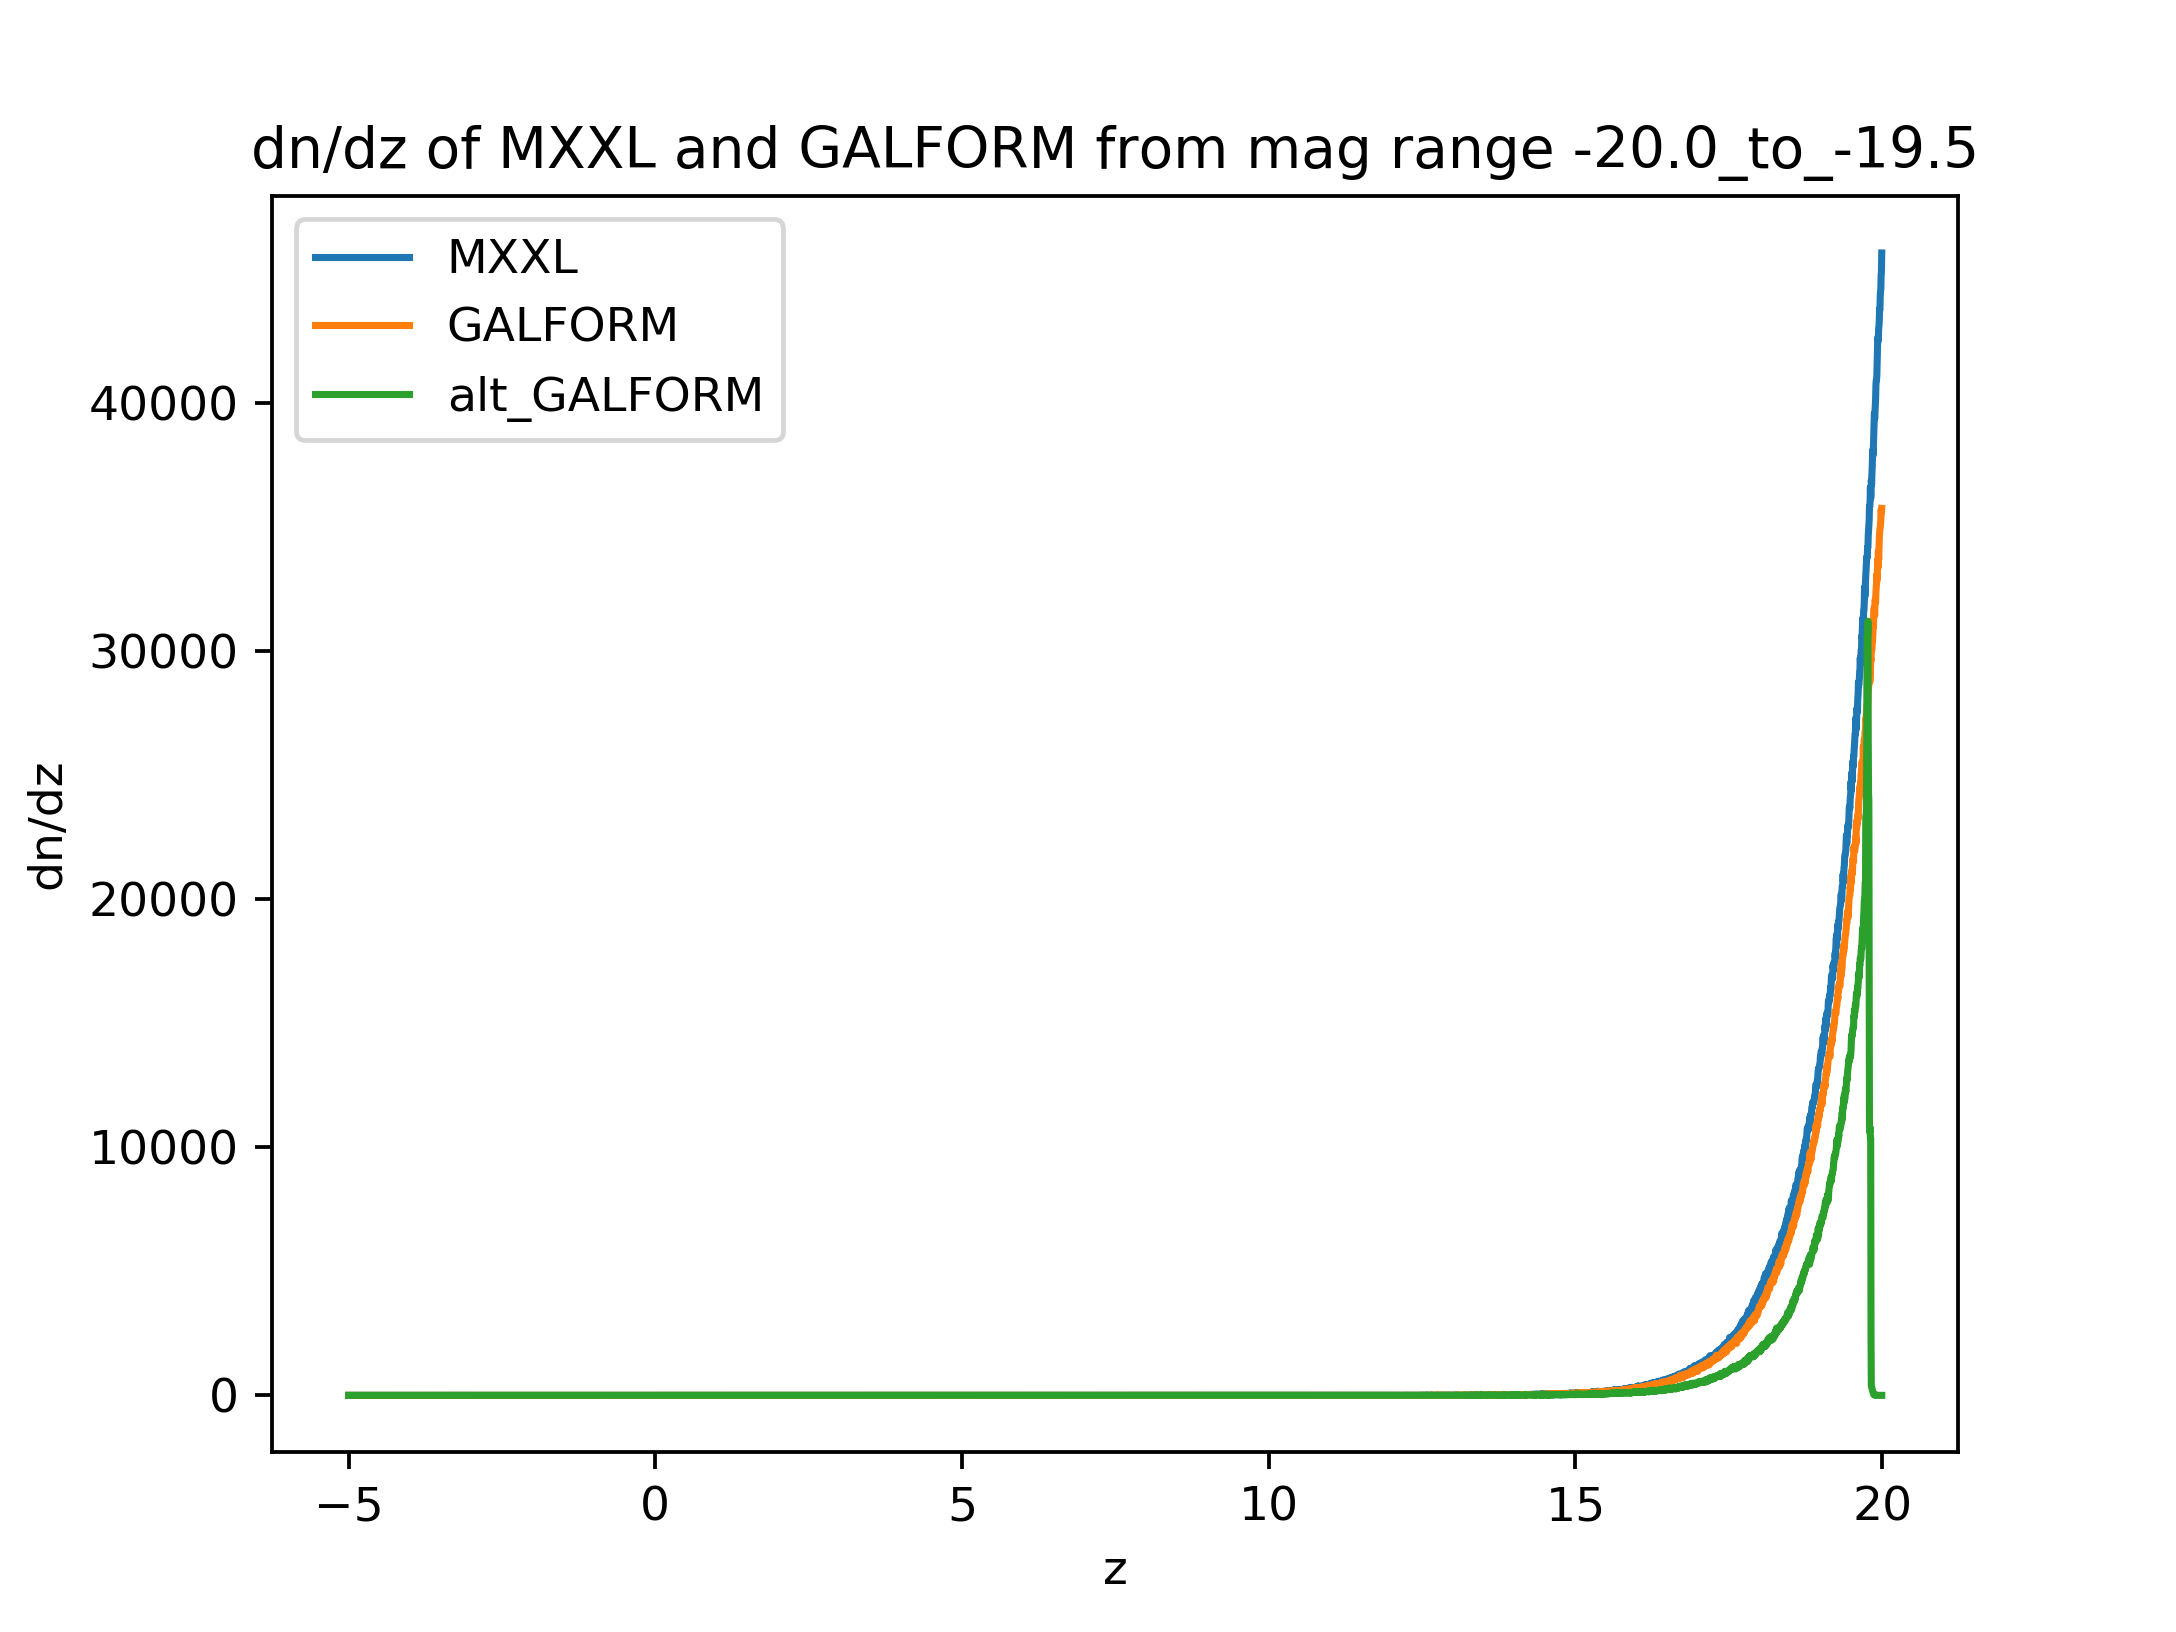 dn/dz of MXXL and GALFORM from mag range -20.0_to_-19.5
MXXL
GALFORM
alt_GALFORM
40000
30000
20000
10000
0
dn/dz
−5 0 5 10 15 20
z